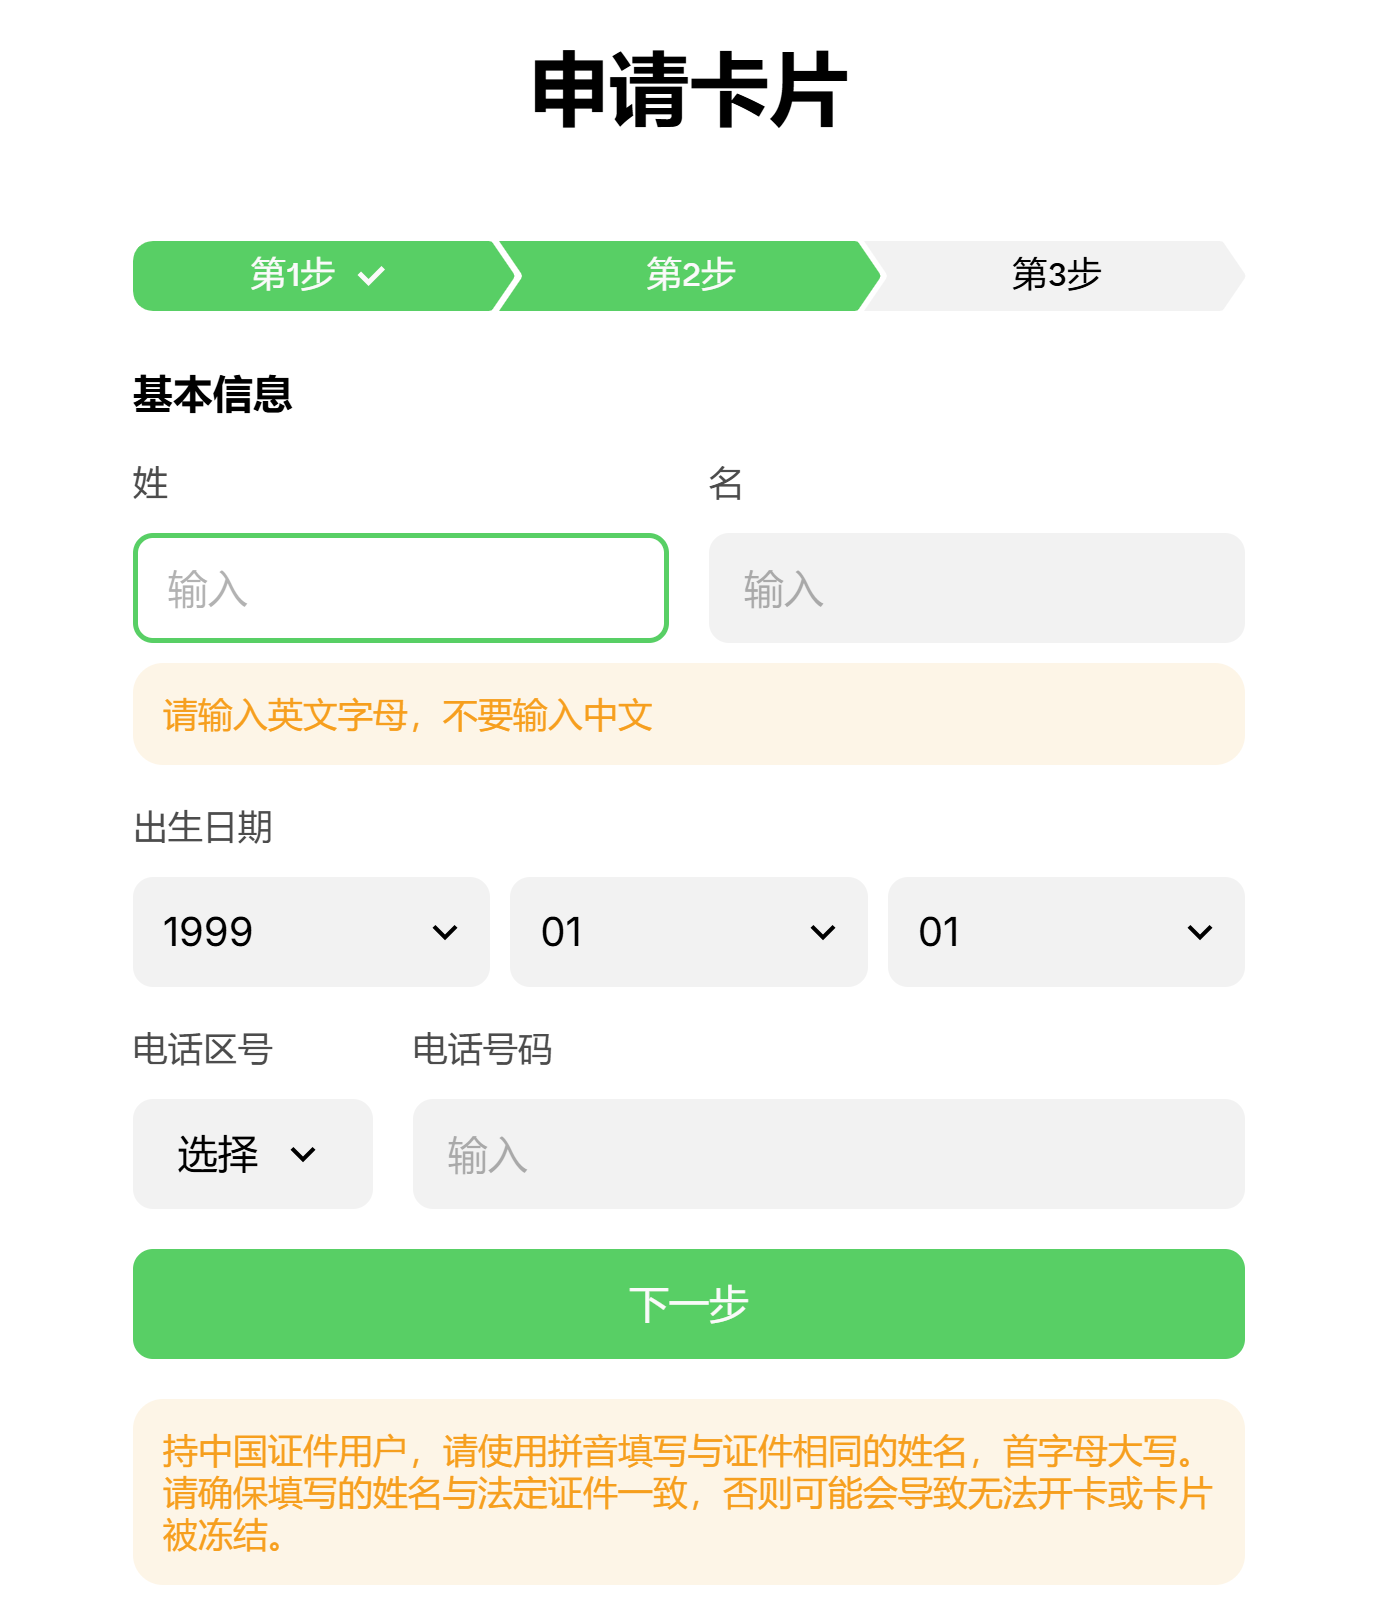 申请卡片
第1步
第2步
第3步
基本信息
姓
名
输入
输入
请输入英文字母，不要输入中文
出生日期
1999
01
01
电话区号
电话号码
选择
输入
下一步
持中国证件用户，请使用拼音填写与证件相同的姓名，首字母大写。
请确保填写的姓名与法定证件一致，否则可能会导致无法开卡或卡片
被冻结。